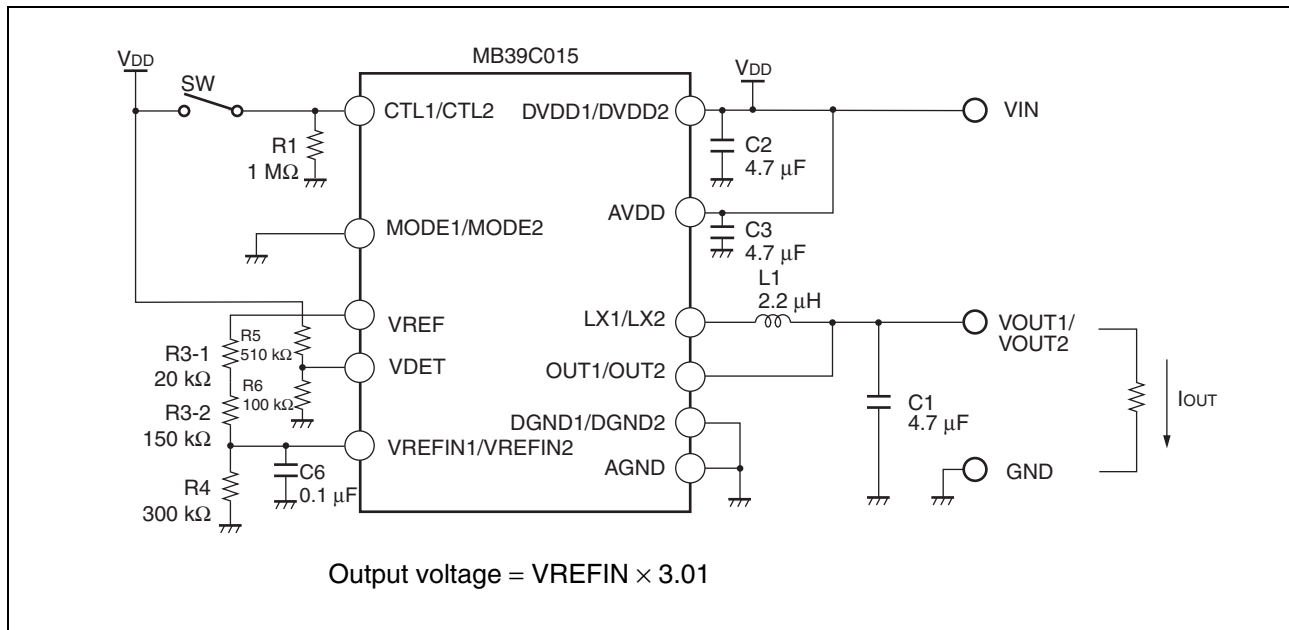 MB39C015
VDD
SW
CTL1/CTL2
R1
1 MΩ
DVDD1/DVDD2
VDD
VIN
C2
4.7 μF
AVDD
C3
4.7 μF
MODE1/MODE2
L1
2.2 μH
LX1/LX2
VOUT1/
VOUT2
VREF
R5
510 kΩ
R3-1
20 kΩ
VDET
R6
100 kΩ
OUT1/OUT2
IOUT
R3-2
150 kΩ
C1
4.7 μF
DGND1/DGND2
VREFIN1/VREFIN2
AGND
GND
C6
0.1 μF
R4
300 kΩ
Output voltage = VREFIN × 3.01